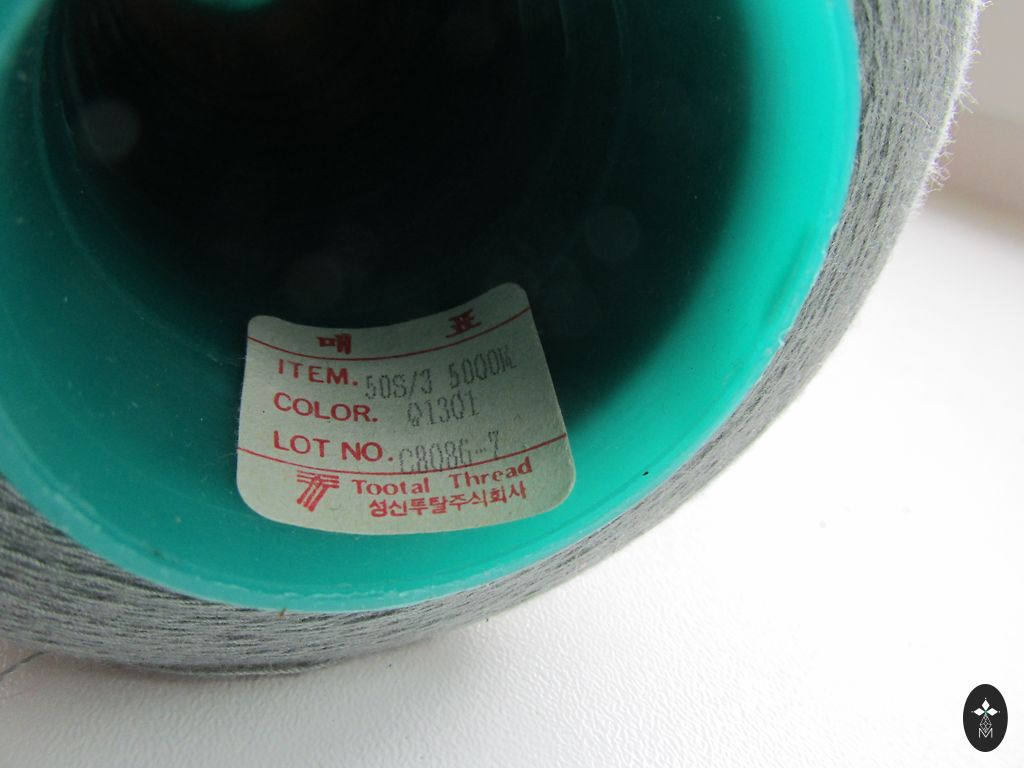 매 표
ITEM. 50S/3 5000M
COLOR. Q13Q1
LOT NO. C8086-7
Tootal Thread
성신투탈주식회사
M